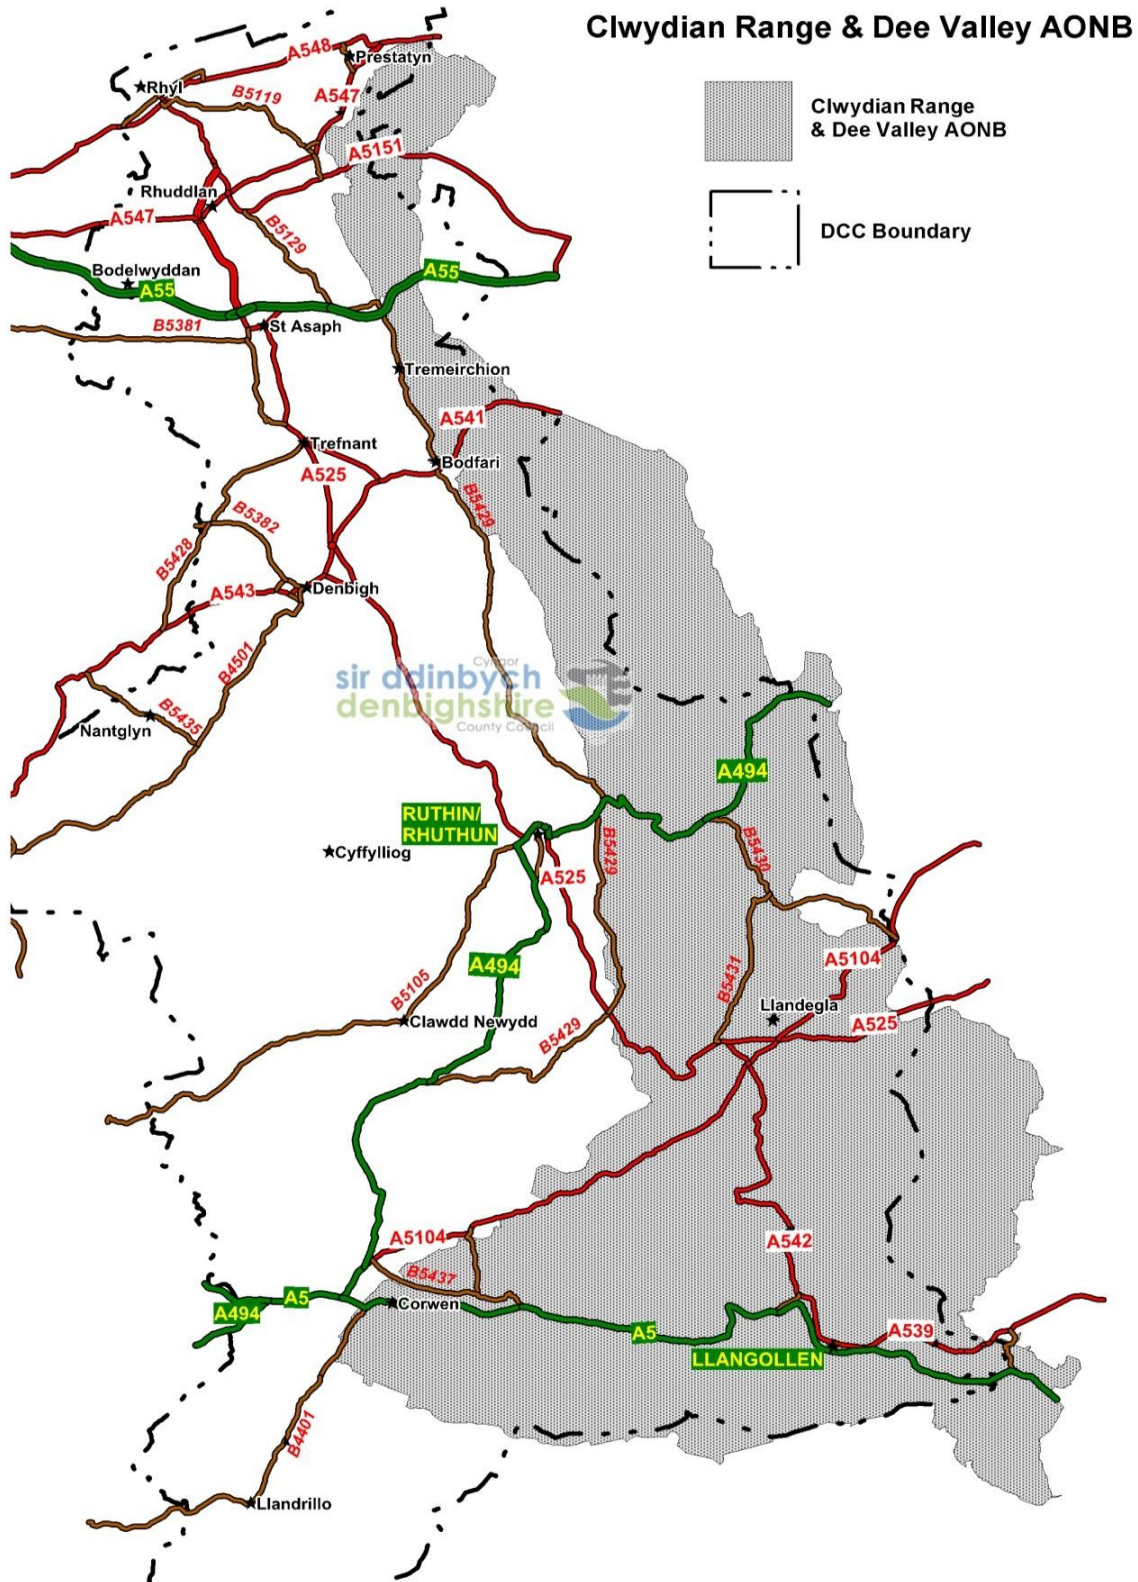 Clwydian Range & Dee Valley AONB
Clwydian Range
& Dee Valley AONB
DCC Boundary
A548
Prestatyn
Rhyl
B5119
A547
A5151
Rhuddlan
A547
B5129
Bodelwyddan
A55
A55
B5381
St Asaph
Tremeirchion
A541
Trefnant
A525
Bodfari
B5429
B5382
B5428
A543
Denbigh
B4501
Cyngor
sir ddinbych
denbighshire
County Council
B5435
Nantglyn
A494
RUTHIN/
RHUTHUN
B5430
B5429
Cyffylliog
A525
A494
A5104
B5431
B5105
Llandegla
Clawdd Newydd
A525
B5429
A5104
A542
B5437
A5
Corwen
A494
A5
A539
LLANGOLLEN
B4401
Llandrillo